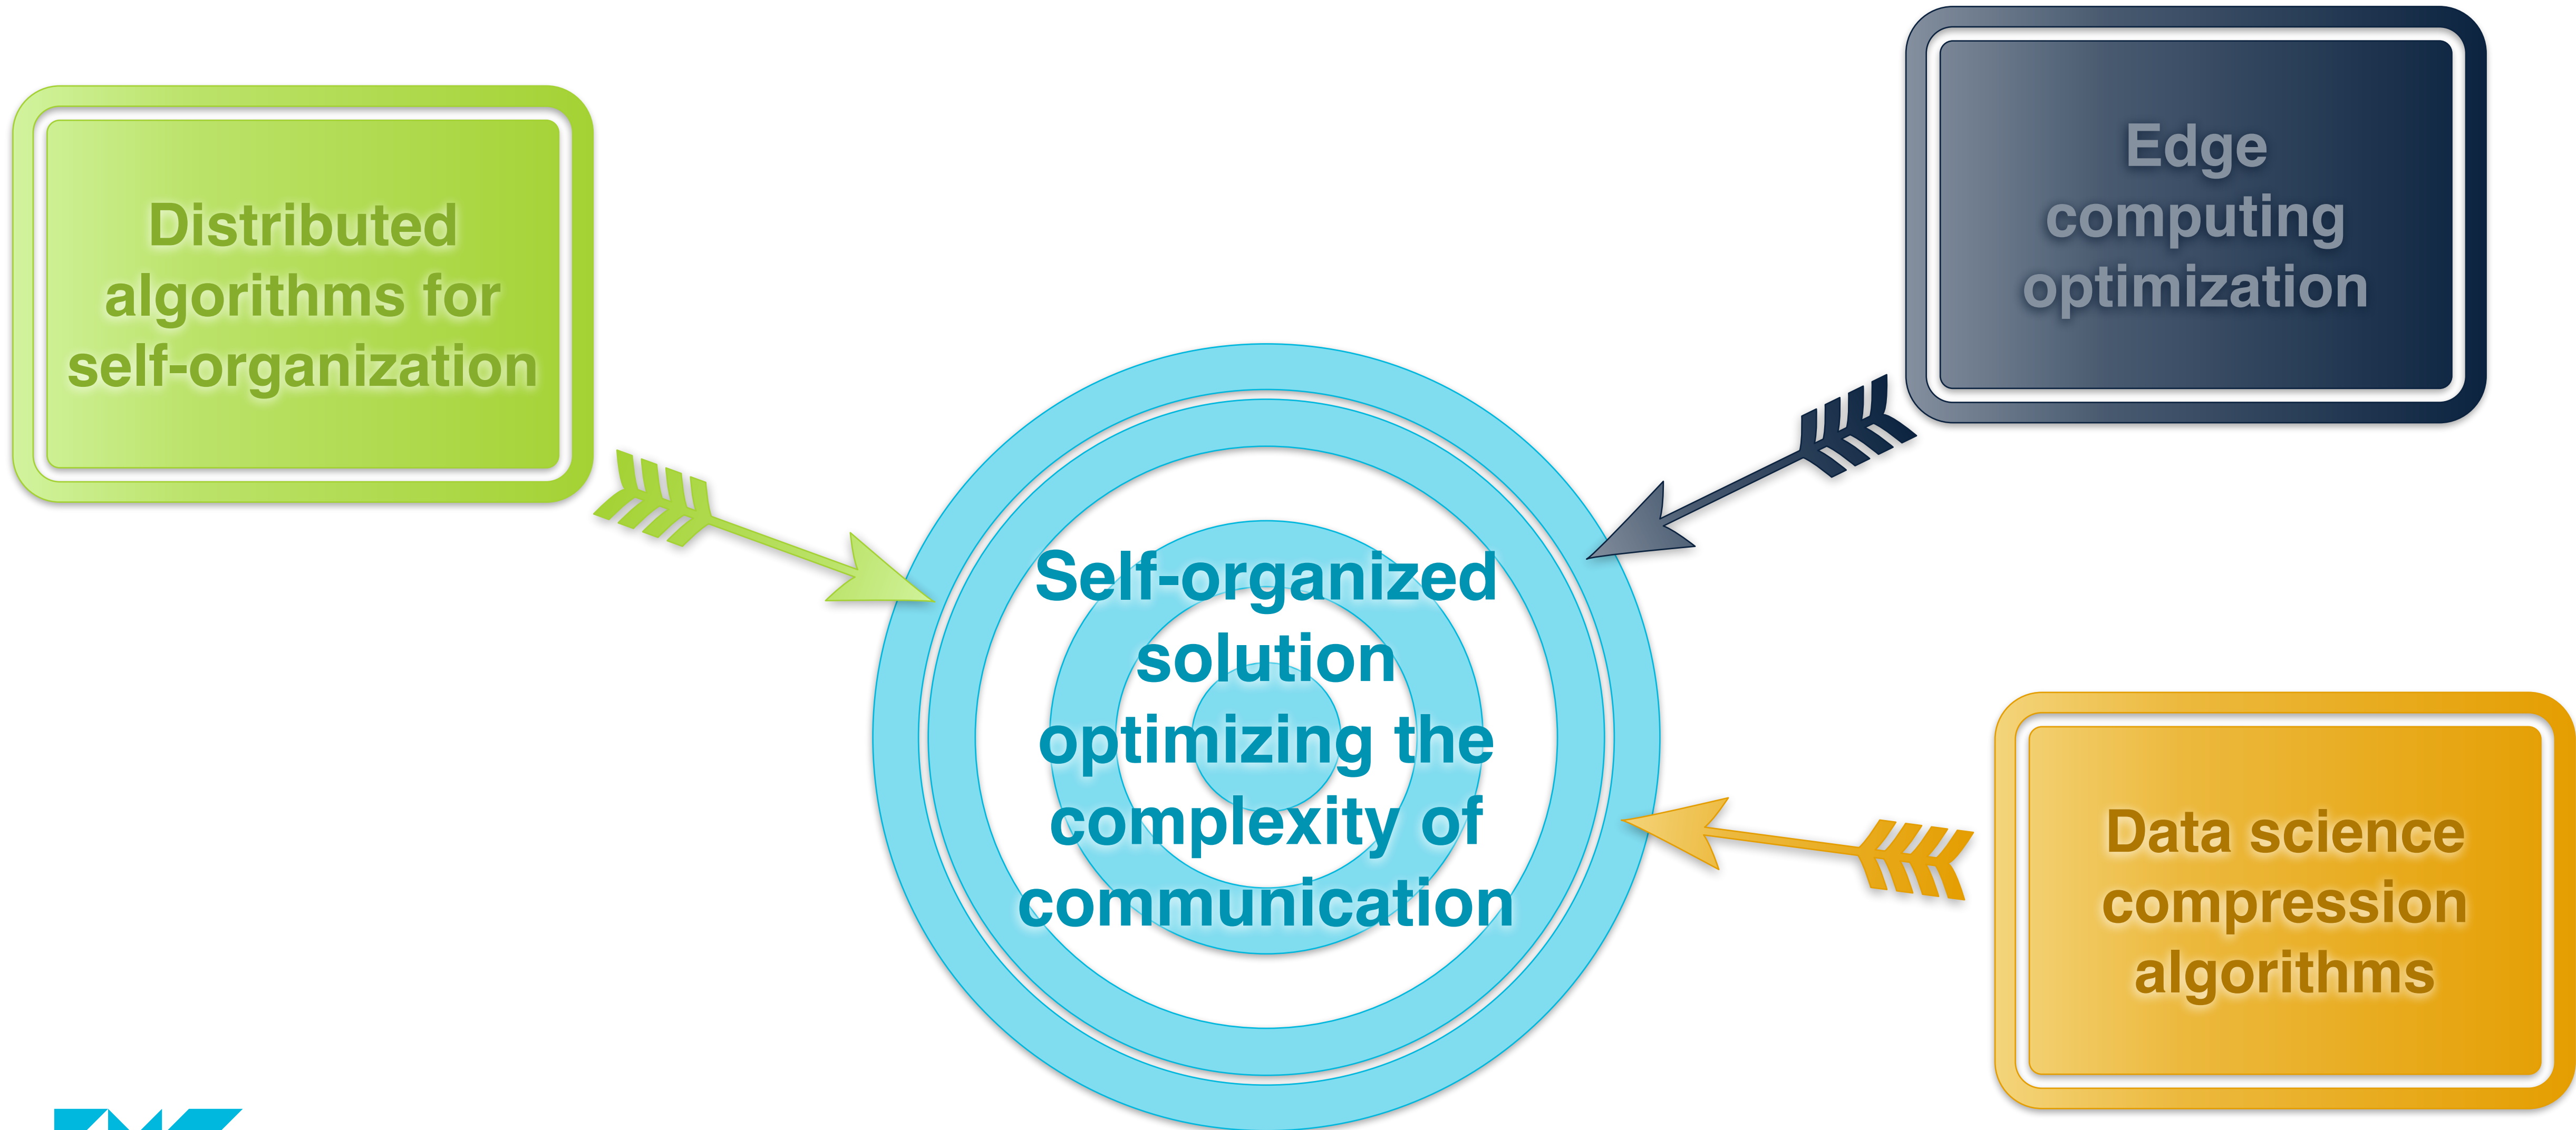 Distributed
algorithms for
self-organization
Edge
computing
optimization
Self-organized
solution
optimizing the
complexity of
communication
Data science
compression
algorithms